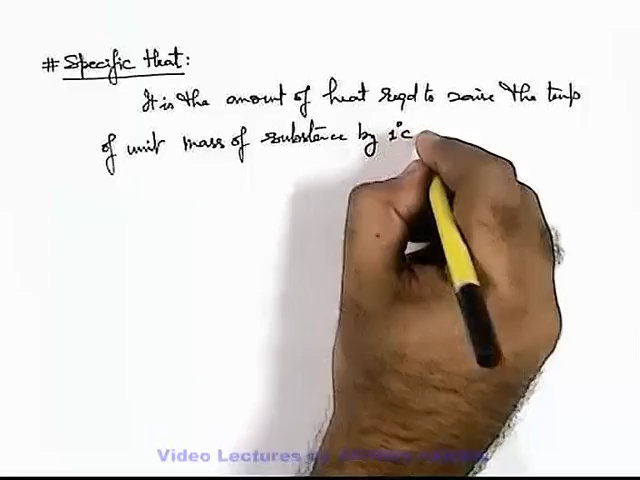 # Specific Heat:
It is the amount of heat reqd to raise the temp
of unit mass of substance by 1°c
Video Lectures